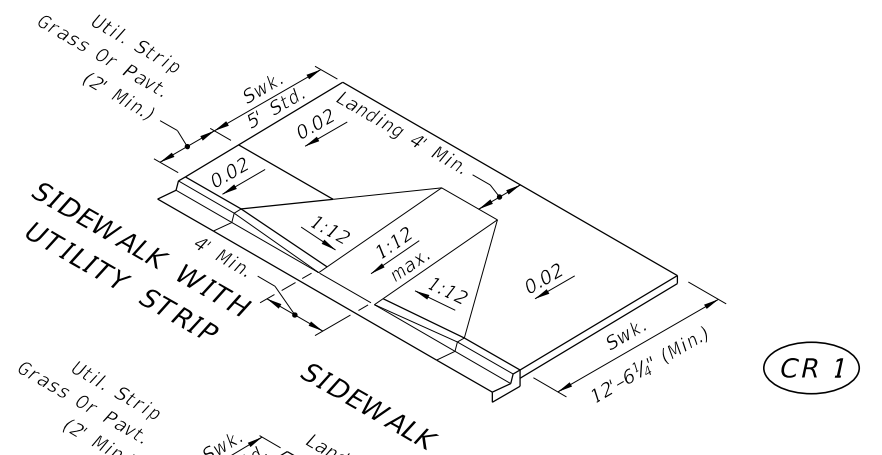 Util. Strip
Grass Or Pavt.
(2' Min.)
Swk.
5' Std.
Landing 4' Min.
0.02
0.02
1:12
1:12
max.
1:12
0.02
4' Min.
SIDEWALK WITH
UTILITY STRIP
SIDEWALK
Swk.
12'-6¼" (Min.)
CR 1
Util. Strip
Grass Or Pavt.
(2' Min.
Swk.